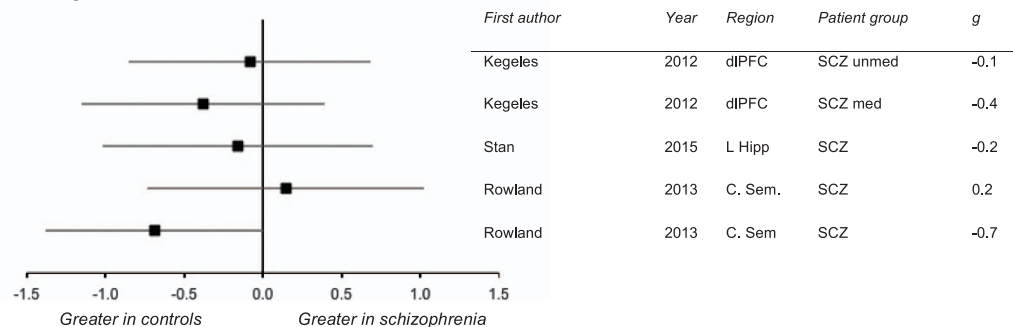 First author Year Region Patient group g
Kegeles 2012 dlPFC SCZ unmed -0.1
Kegeles 2012 dlPFC SCZ med -0.4
Stan 2015 L Hipp SCZ -0.2
Rowland 2013 C. Sem. SCZ 0.2
Rowland 2013 C. Sem SCZ -0.7
-1.5 -1.0 -0.5 0.0 0.5 1.0 1.5
Greater in controls Greater in schizophrenia